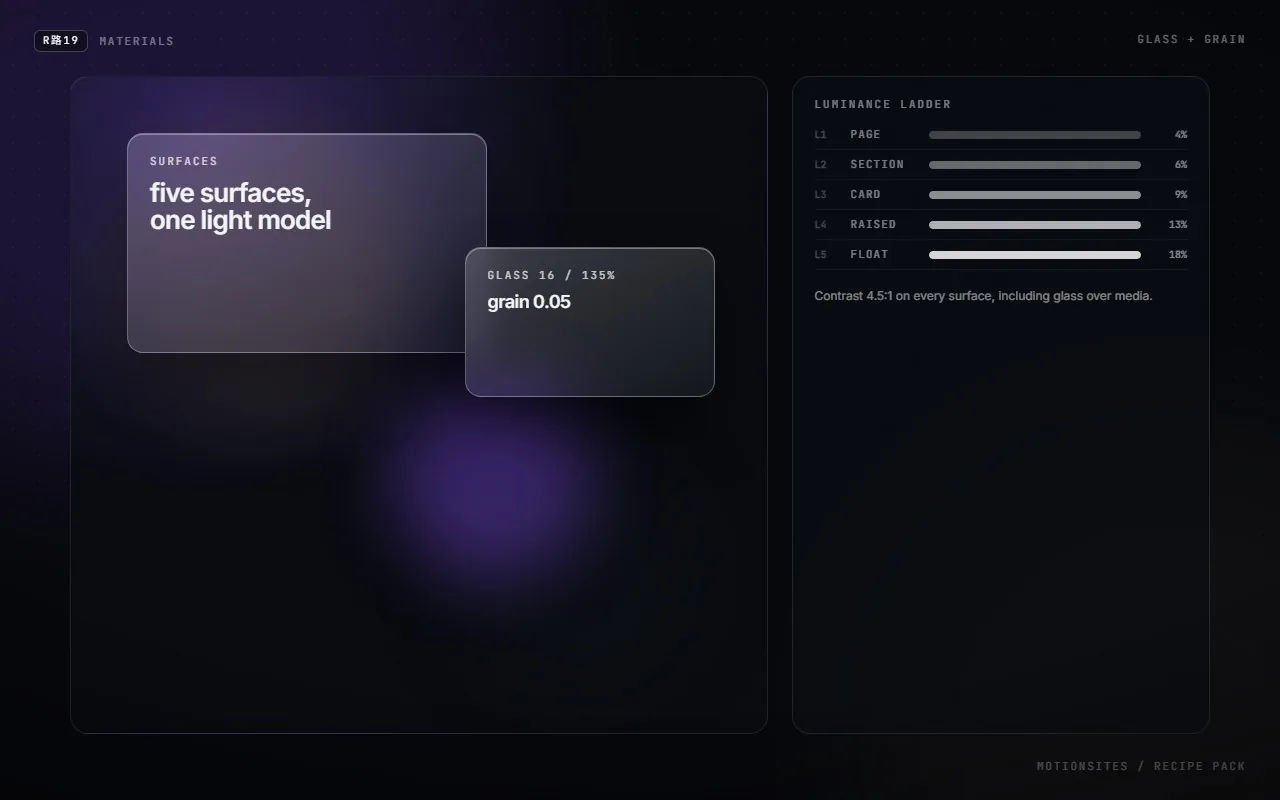 R路19 MATERIALS
GLASS + GRAIN
SURFACES
five surfaces,
one light model
GLASS 16 / 135%
grain 0.05
LUMINANCE LADDER
L1 PAGE 4%
L2 SECTION 6%
L3 CARD 9%
L4 RAISED 13%
L5 FLOAT 18%
Contrast 4.5:1 on every surface, including glass over media.
MOTIONSITES / RECIPE PACK